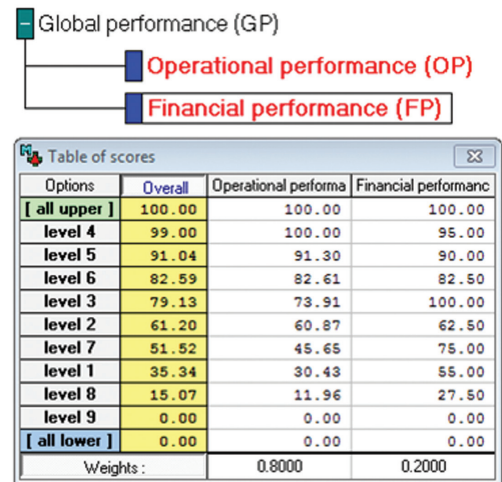 Global performance (GP)
Operational performance (OP)
Financial performance (FP)
Table of scores
Options Overall Operational performa Financial performanc
[ all upper ] 100.00 100.00 100.00
level 4 99.00 100.00 95.00
level 5 91.04 91.30 90.00
level 6 82.59 82.61 82.50
level 3 79.13 73.91 100.00
level 2 61.20 60.87 62.50
level 7 51.52 45.65 75.00
level 1 35.34 30.43 55.00
level 8 15.07 11.96 27.50
level 9 0.00 0.00 0.00
[ all lower ] 0.00 0.00 0.00
Weights : 0.8000 0.2000